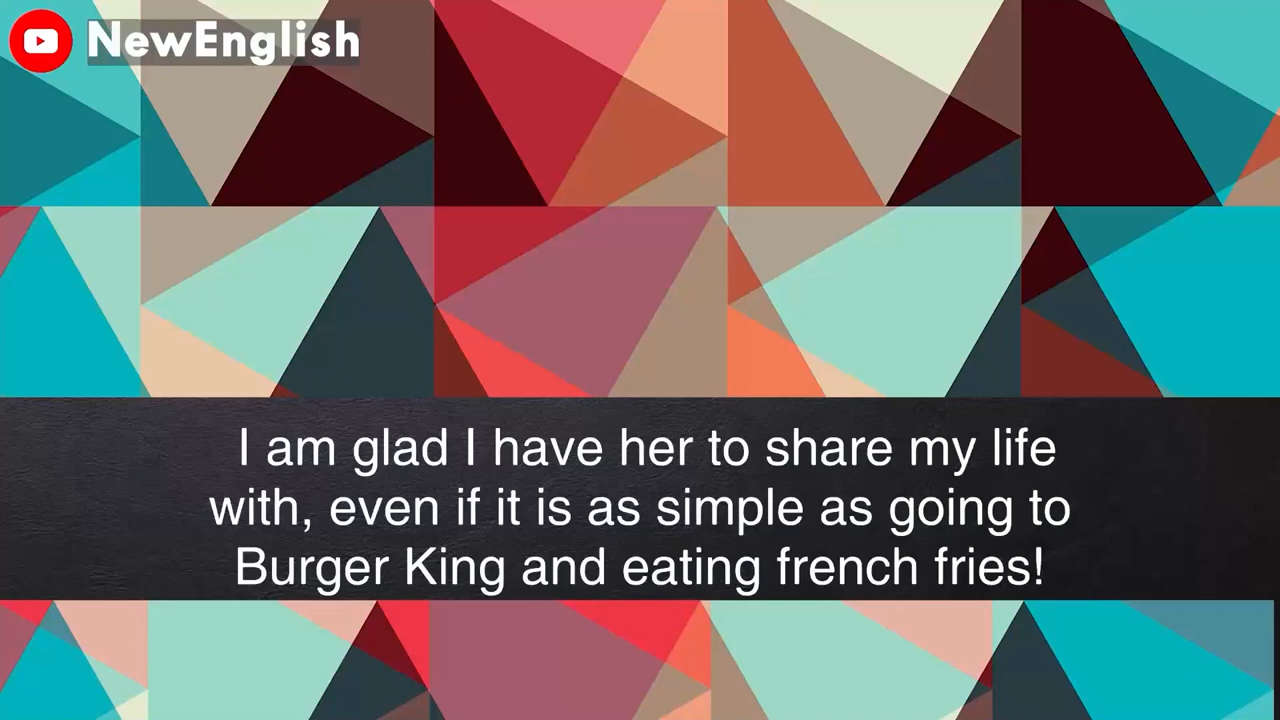 NewEnglish
I am glad I have her to share my life
with, even if it is as simple as going to
Burger King and eating french fries!